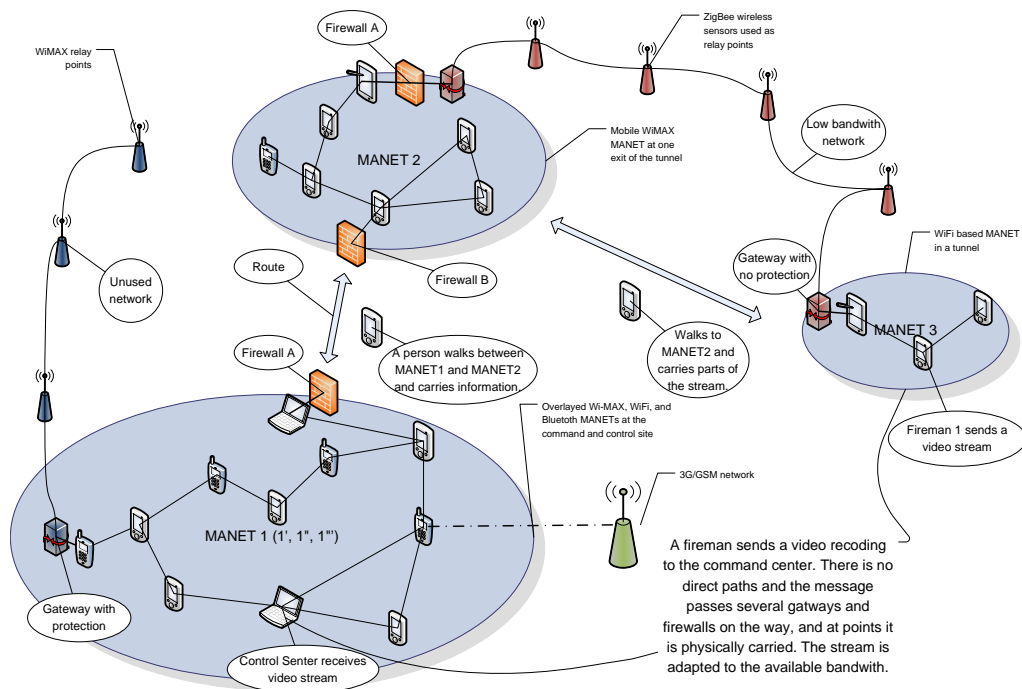 Firewall A
ZigBee wireless
sensors used as
relay points
WiMAX relay
points
Low bandwith
network
MANET 2
Mobile WiMAX
MANET at one
exit of the tunnel
WiFi based MANET
in a tunnel
Unused
network
Route
Firewall B
Gateway with
no protection
MANET 3
Firewall A
A person walks between
MANET1 and MANET2
and carries information.
Walks to
MANET2 and
carries parts
of the stream.
Overlayed Wi-MAX, WiFi, and
Bluetoth MANETs at the
command and control site
Fireman 1 sends a
video stream
3G/GSM network
MANET 1 (1', 1'', 1''')
A fireman sends a video recoding
to the command center. There is no
direct paths and the message
passes several gatways and
firewalls on the way, and at points it
is physically carried. The stream is
adapted to the available bandwith.
Gateway with
protection
Control Senter receives
video stream